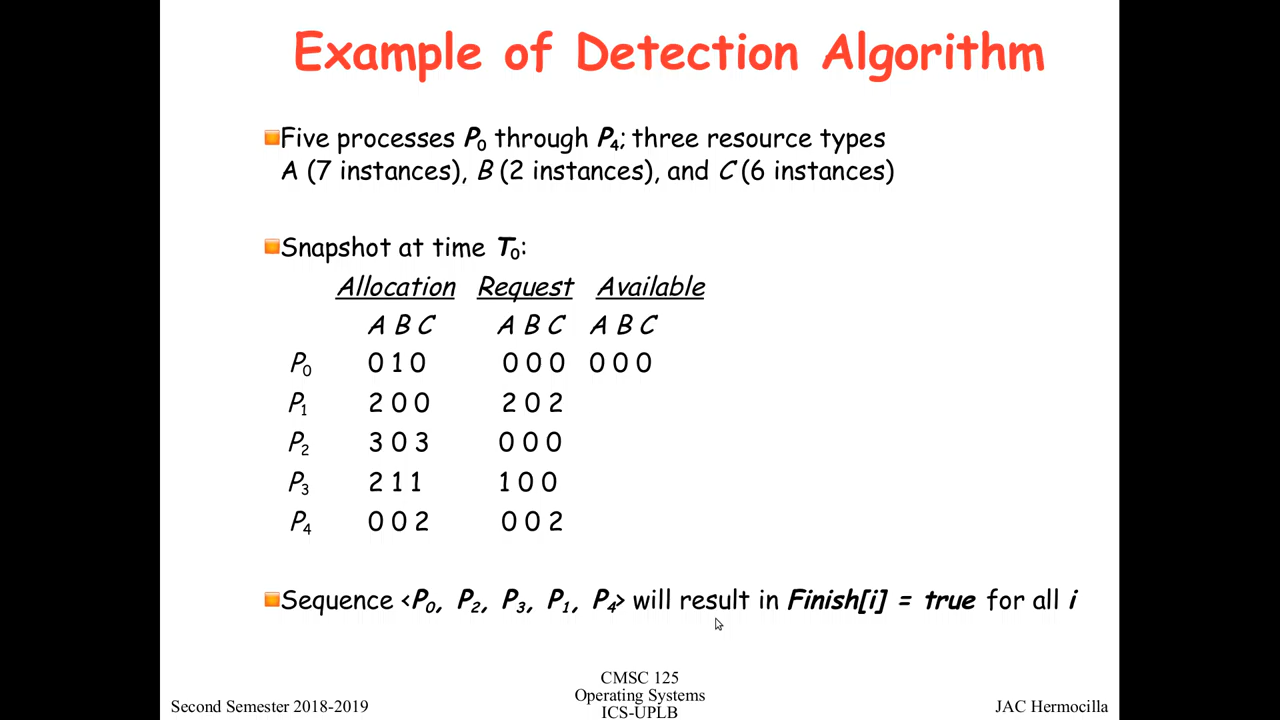 Example of Detection Algorithm
Five processes P0 through P4; three resource types
A (7 instances), B (2 instances), and C (6 instances)
Snapshot at time T0:
Allocation Request Available
A B C A B C A B C
P0 0 1 0 0 0 0 0 0 0
P1 2 0 0 2 0 2
P2 3 0 3 0 0 0
P3 2 1 1 1 0 0
P4 0 0 2 0 0 2
Sequence <P0, P2, P3, P1, P4> will result in Finish[i] = true for all i
CMSC 125
Operating Systems
ICS-UPLB
Second Semester 2018-2019
JAC Hermocilla